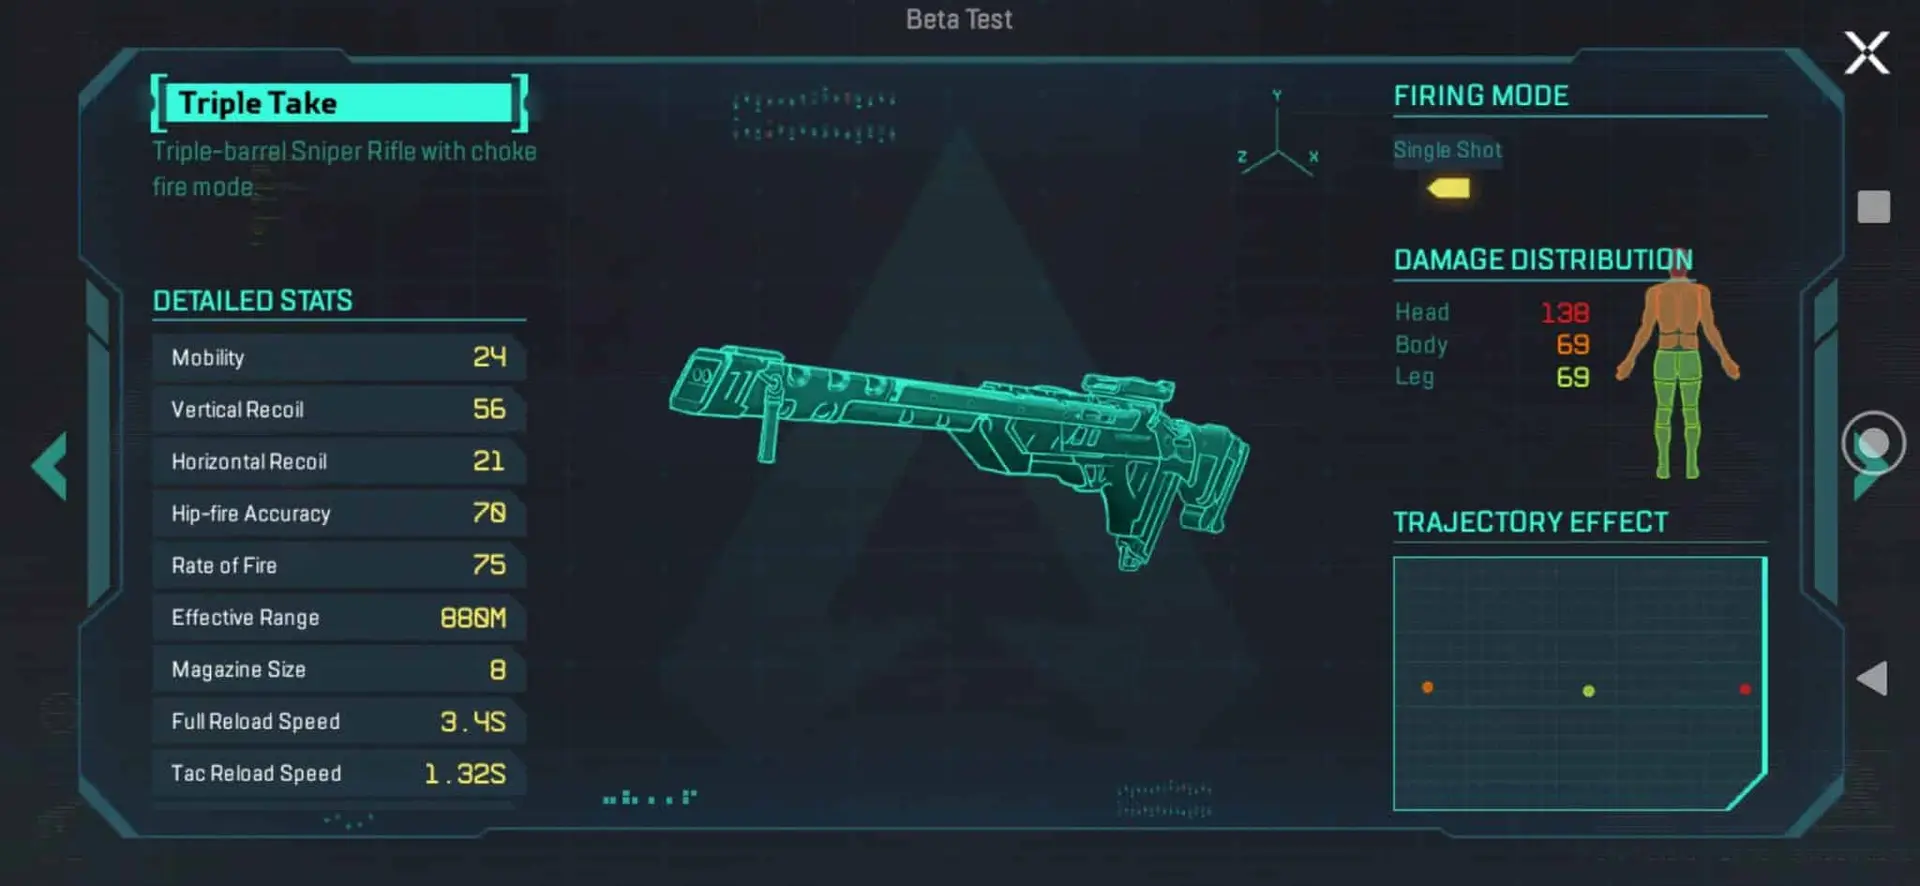 Beta Test
Triple Take
Triple-barrel Sniper Rifle with choke
fire mode.
DETAILED STATS
Mobility 24
Vertical Recoil 56
Horizontal Recoil 21
Hip-fire Accuracy 70
Rate of Fire 75
Effective Range 880M
Magazine Size 8
Full Reload Speed 3.4S
Tac Reload Speed 1.32S
Y
Z X
FIRING MODE
Single Shot
DAMAGE DISTRIBUTION
Head 138
Body 69
Leg 69
TRAJECTORY EFFECT